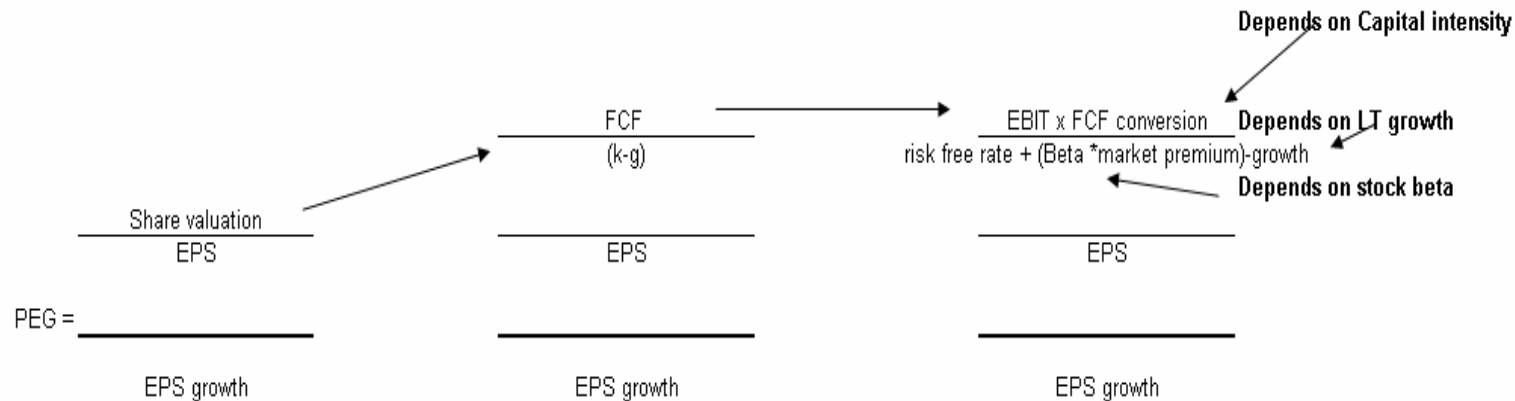 Depends on Capital intensity
FCF
EBIT x FCF conversion
Depends on LT growth
(k-g)
risk free rate + (Beta *market premium)-growth
Depends on stock beta
Share valuation
EPS
EPS
EPS
PEG =
EPS growth
EPS growth
EPS growth